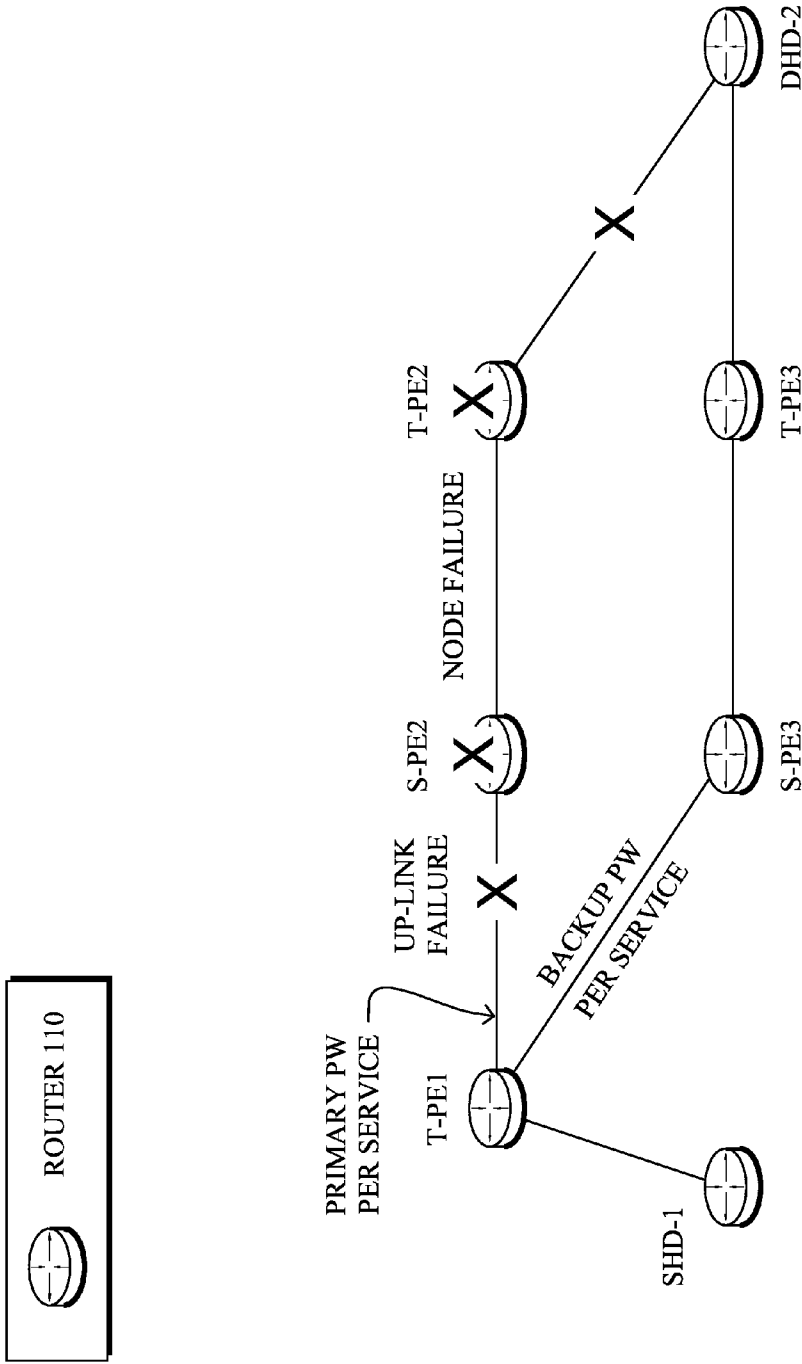 ROUTER 110
PRIMARY PW
PER SERVICE
UP-LINK
FAILURE
NODE FAILURE
T-PE1
S-PE2
T-PE2
X
X
X
X
BACKUP PW
PER SERVICE
SHD-1
S-PE3
T-PE3
DHD-2